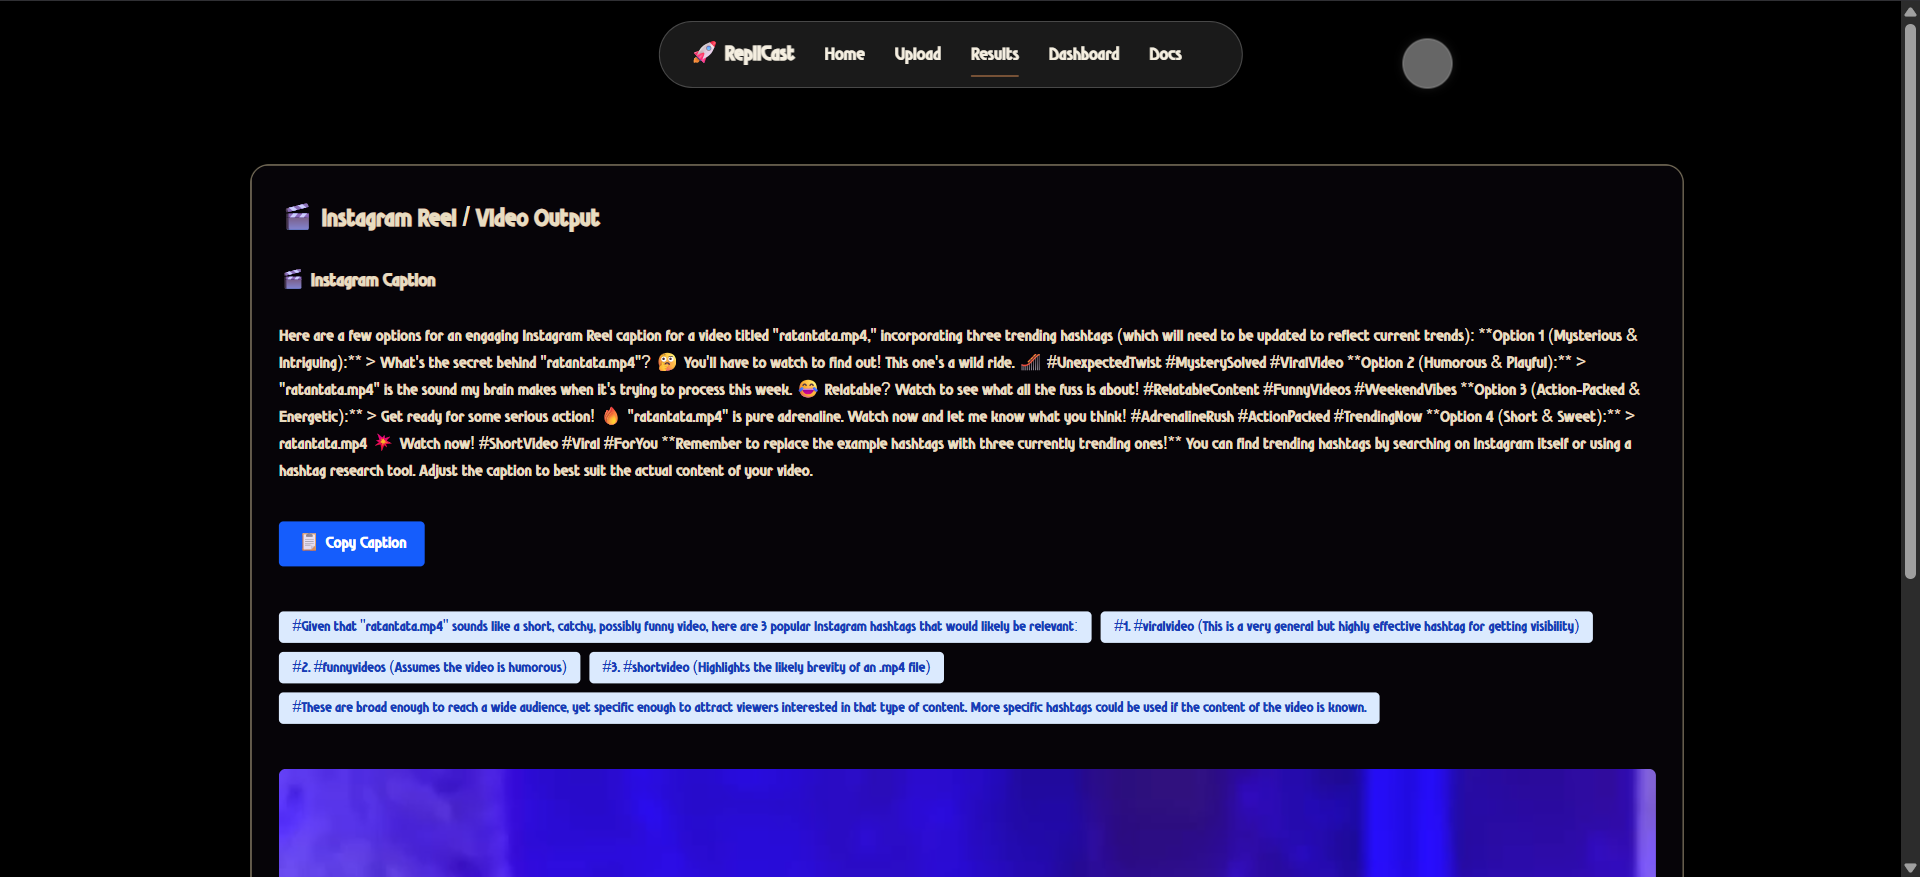 🚀 RepliCast Home Upload Results Dashboard Docs
🎬 Instagram Reel / Video Output
🎬 Instagram Caption
Here are a few options for an engaging Instagram Reel caption for a video titled "ratantata.mp4," incorporating three trending hashtags (which will need to be updated to reflect current trends): **Option 1 (Mysterious &
Intriguing):** > What's the secret behind "ratantata.mp4"? 🤔 You'll have to watch to find out! This one's a wild ride. 🎢 #UnexpectedTwist #MysterySolved #ViralVideo **Option 2 (Humorous & Playful):** >
"ratantata.mp4" is the sound my brain makes when it's trying to process this week. 😂 Relatable? Watch to see what all the fuss is about! #RelatableContent #FunnyVideos #WeekendVibes **Option 3 (Action-Packed &
Energetic):** > Get ready for some serious action! 🔥 "ratantata.mp4" is pure adrenaline. Watch now and let me know what you think! #AdrenalineRush #ActionPacked #TrendingNow **Option 4 (Short & Sweet):** >
ratantata.mp4 💥 Watch now! #ShortVideo #Viral #ForYou **Remember to replace the example hashtags with three currently trending ones!** You can find trending hashtags by searching on Instagram itself or using a
hashtag research tool. Adjust the caption to best suit the actual content of your video.
📋 Copy Caption
#Given that "ratantata.mp4" sounds like a short, catchy, possibly funny video, here are 3 popular Instagram hashtags that would likely be relevant: #1. #viralvideo (This is a very general but highly effective hashtag for getting visibility)
#2. #funnyvideos (Assumes the video is humorous) #3. #shortvideo (Highlights the likely brevity of an .mp4 file)
#These are broad enough to reach a wide audience, yet specific enough to attract viewers interested in that type of content. More specific hashtags could be used if the content of the video is known.